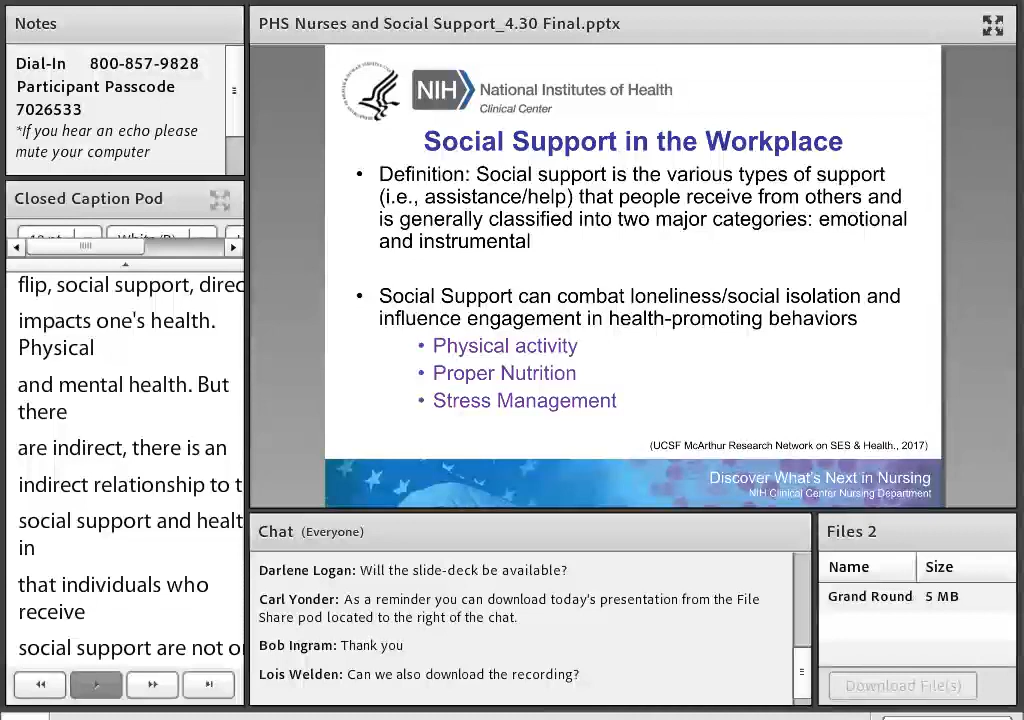 Notes
Dial-In 800-857-9828
Participant Passcode
7026533
*If you hear an echo please
mute your computer
Closed Caption Pod
flip, social support, direc
impacts one's health.
Physical
and mental health. But
there
are indirect, there is an
indirect relationship to t
social support and healt
in
that individuals who
receive
social support are not o
PHS Nurses and Social Support_4.30 Final.pptx
NIH National Institutes of Health
Clinical Center
Social Support in the Workplace
• Definition: Social support is the various types of support
(i.e., assistance/help) that people receive from others and
is generally classified into two major categories: emotional
and instrumental
• Social Support can combat loneliness/social isolation and
influence engagement in health-promoting behaviors
• Physical activity
• Proper Nutrition
• Stress Management
(UCSF McArthur Research Network on SES & Health., 2017)
Discover What's Next in Nursing
NIH Clinical Center Nursing Department
Chat (Everyone)
Darlene Logan: Will the slide-deck be available?
Carl Yonder: As a reminder you can download today's presentation from the File
Share pod located to the right of the chat.
Bob Ingram: Thank you
Lois Welden: Can we also download the recording?
Files 2
Name Size
Grand Round 5 MB
Download File(s)